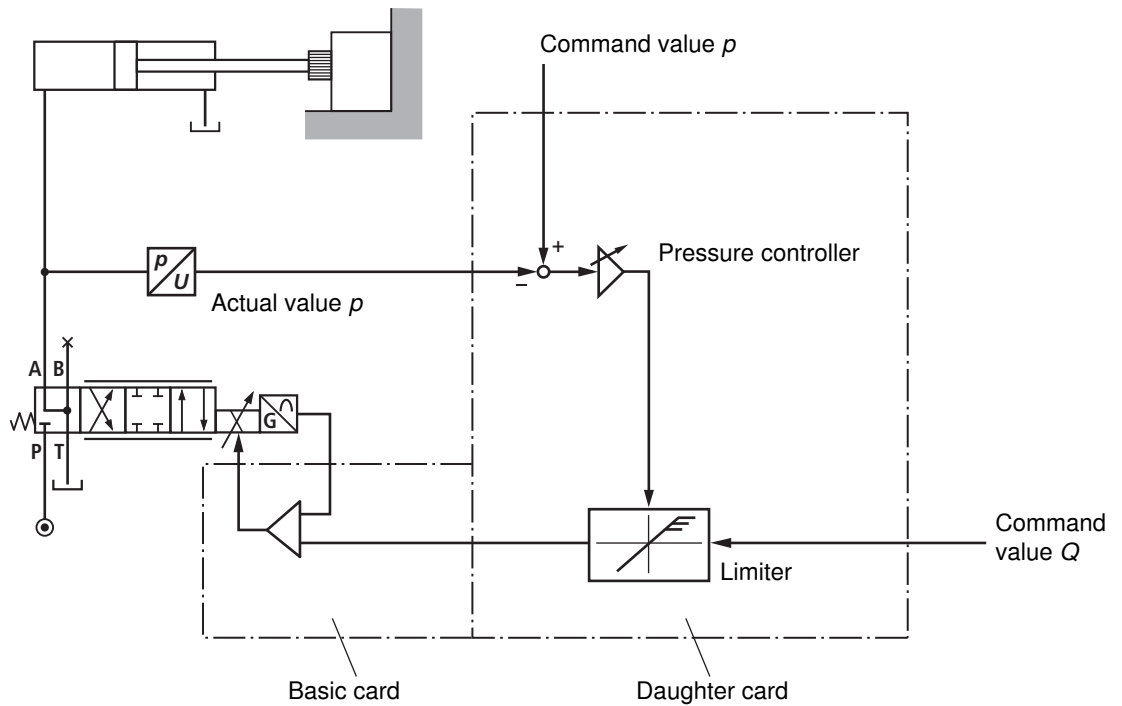 Command value p
+
Pressure controller
p
U
−
Actual value p
A B
G
P T
Command
value Q
Limiter
Basic card
Daughter card